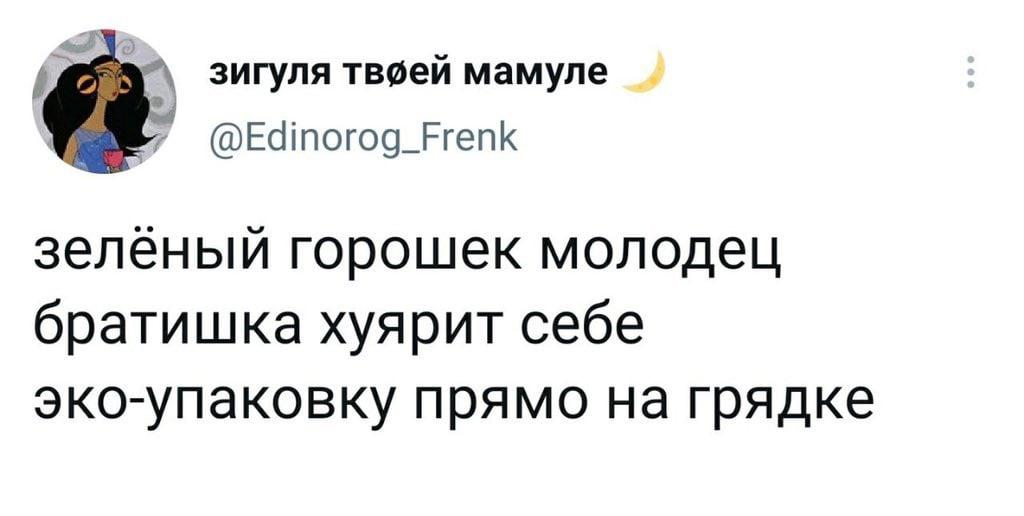 зигуля твøей мамуле 🌙
@Edinorog_Frenk
зелёный горошек молодец
братишка хуярит себе
эко-упаковку прямо на грядке